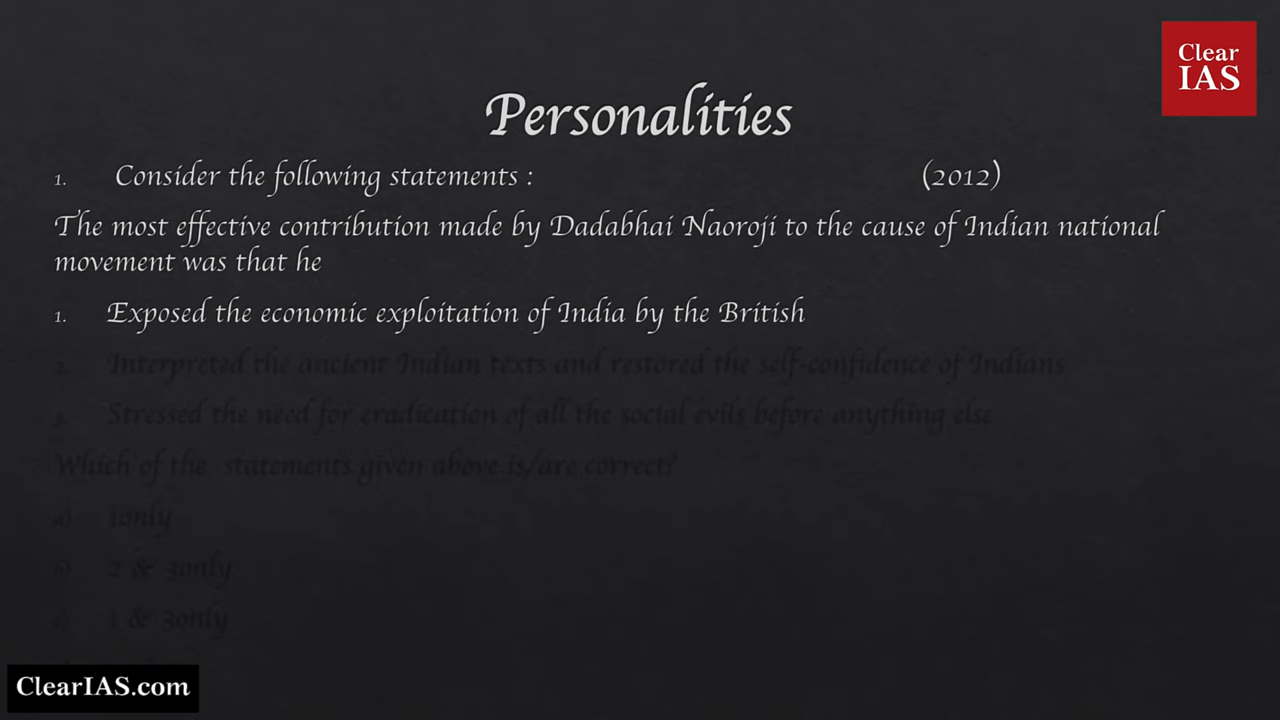 Clear
IAS
Personalities
1. Consider the following statements : (2012)
The most effective contribution made by Dadabhai Naoroji to the cause of Indian national
movement was that he
1. Exposed the economic exploitation of India by the British
2. Interpreted the ancient Indian texts and restored the self-confidence of Indians
3. Stressed the need for eradication of all the social evils before anything else
Which of the statements given above is/are correct?
a) 1only
b) 2 & 3only
c) 1 & 3only
ClearIAS.com